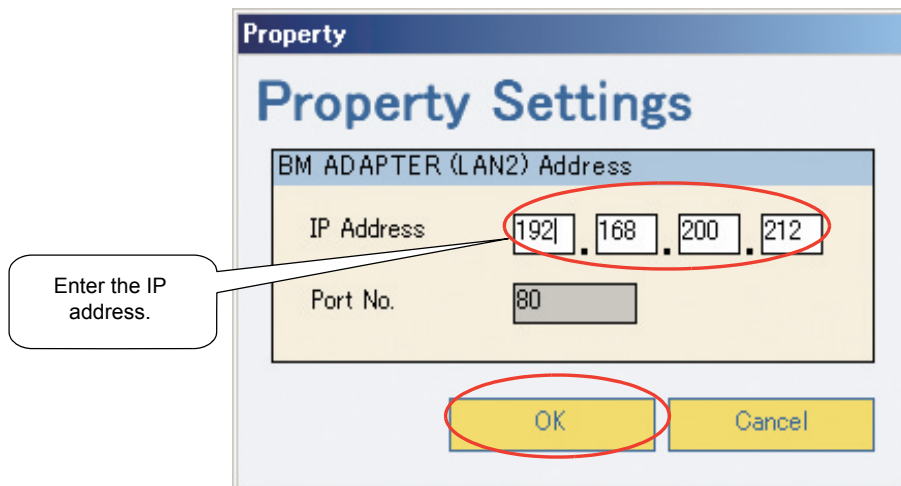 Property
Property Settings
BM ADAPTER (LAN2) Address
IP Address 192.168.200.212
Enter the IP
address.
Port No. 80
OK Cancel